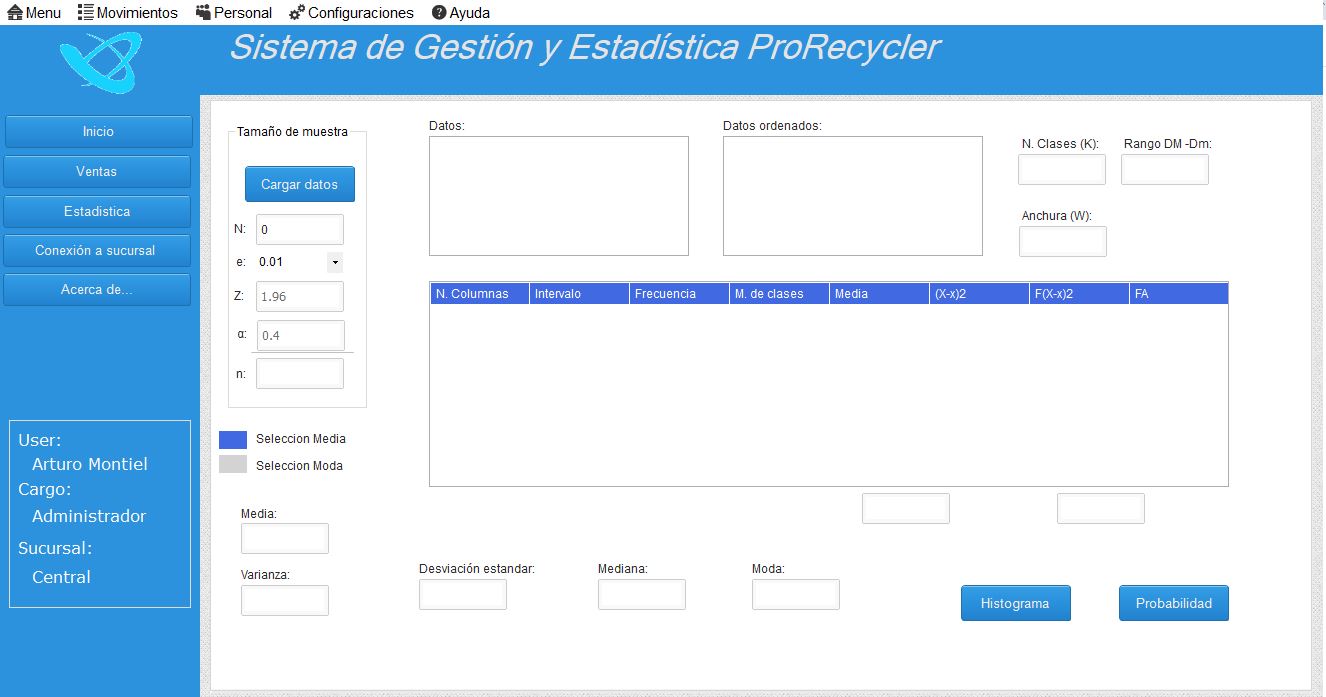 Menu Movimientos Personal Configuraciones Ayuda
Sistema de Gestión y Estadística ProRecycler
Inicio
Ventas
Estadistica
Conexión a sucursal
Acerca de...
User:
Arturo Montiel
Cargo:
Administrador
Sucursal:
Central
Tamaño de muestra
Cargar datos
N: 0
e: 0.01
Z: 1.96
α: 0.4
n:
Seleccion Media
Seleccion Moda
Datos:
Datos ordenados:
N. Clases (K):
Rango DM -Dm:
Anchura (W):
N. Columnas Intervalo Frecuencia M. de clases Media (X-x)2 F(X-x)2 FA
Media:
Varianza:
Desviación estandar:
Mediana:
Moda:
Histograma
Probabilidad